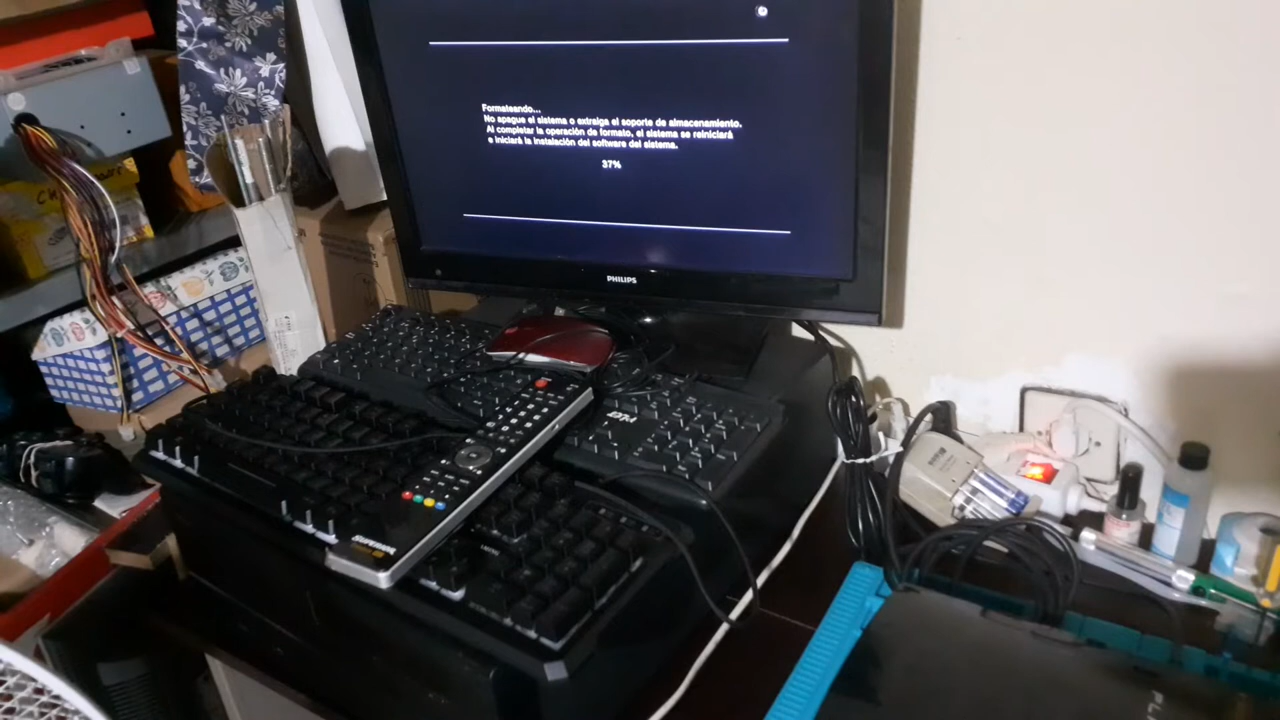 Formateando...
No apague el sistema o extraiga el soporte de almacenamiento.
Al completar la operación de formato, el sistema se reiniciará
e iniciará la instalación del software del sistema.
37%
PHILIPS